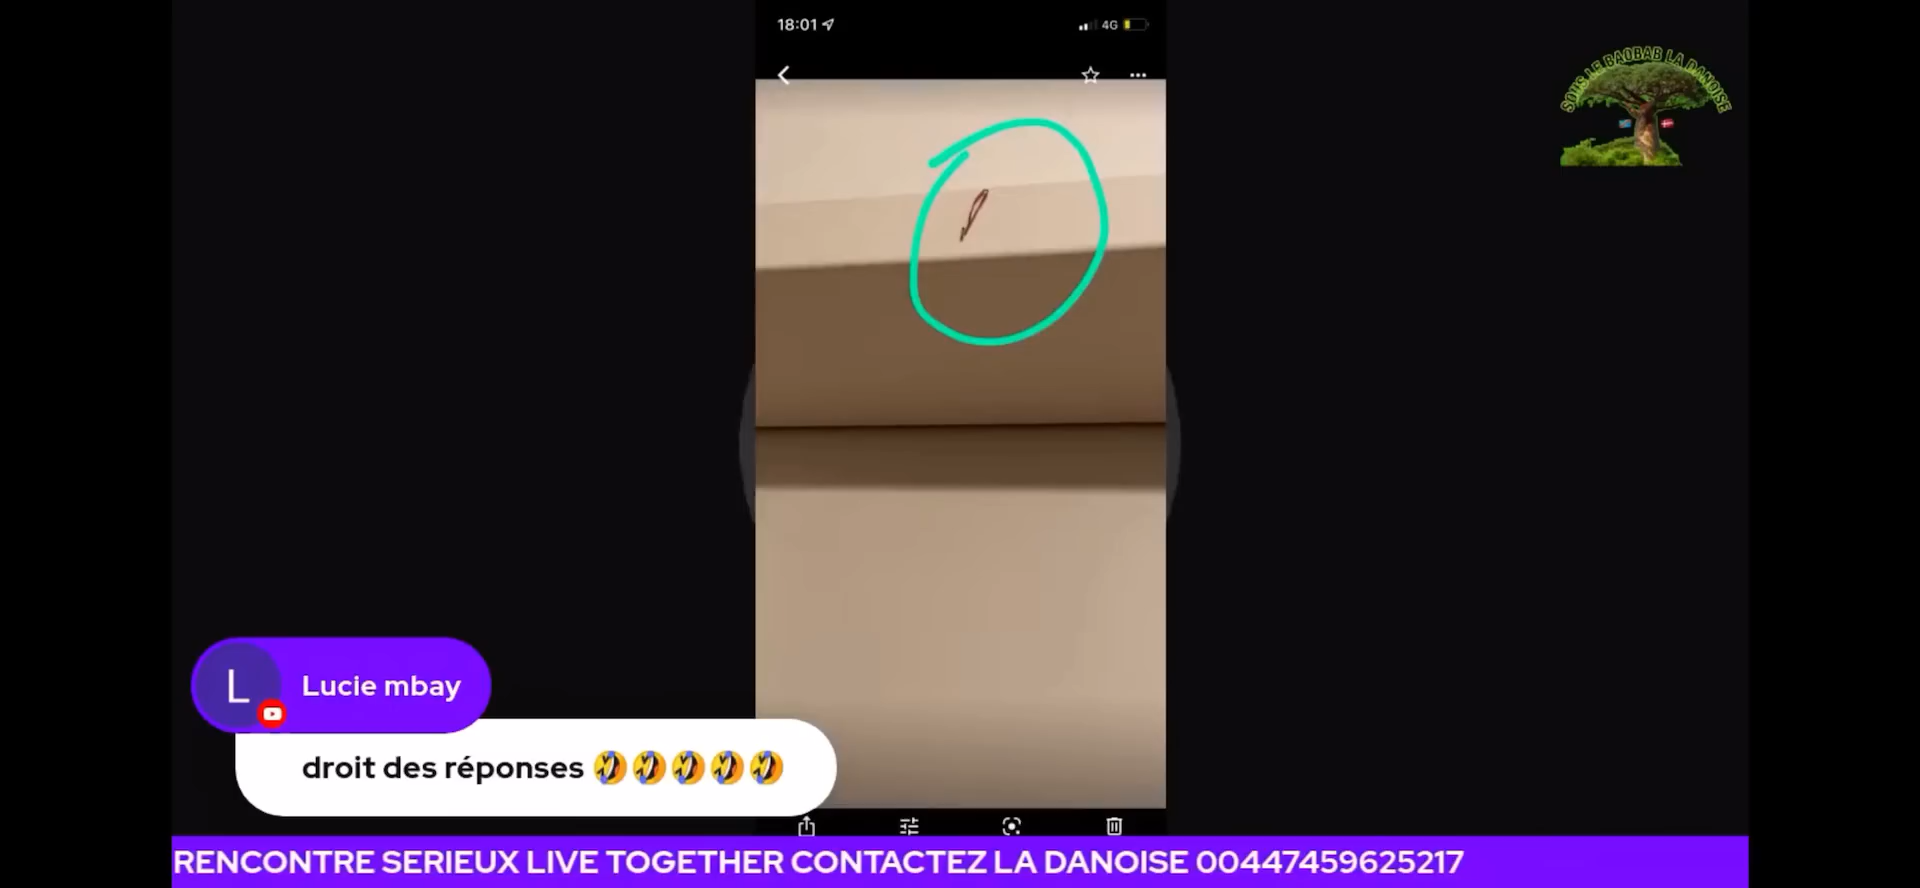 18:01
4G
SOUS LE BAOBAB LA DANOISE
L
Lucie mbay
droit des réponses 🤣🤣🤣🤣🤣
RENCONTRE SERIEUX LIVE TOGETHER CONTACTEZ LA DANOISE 00447459625217